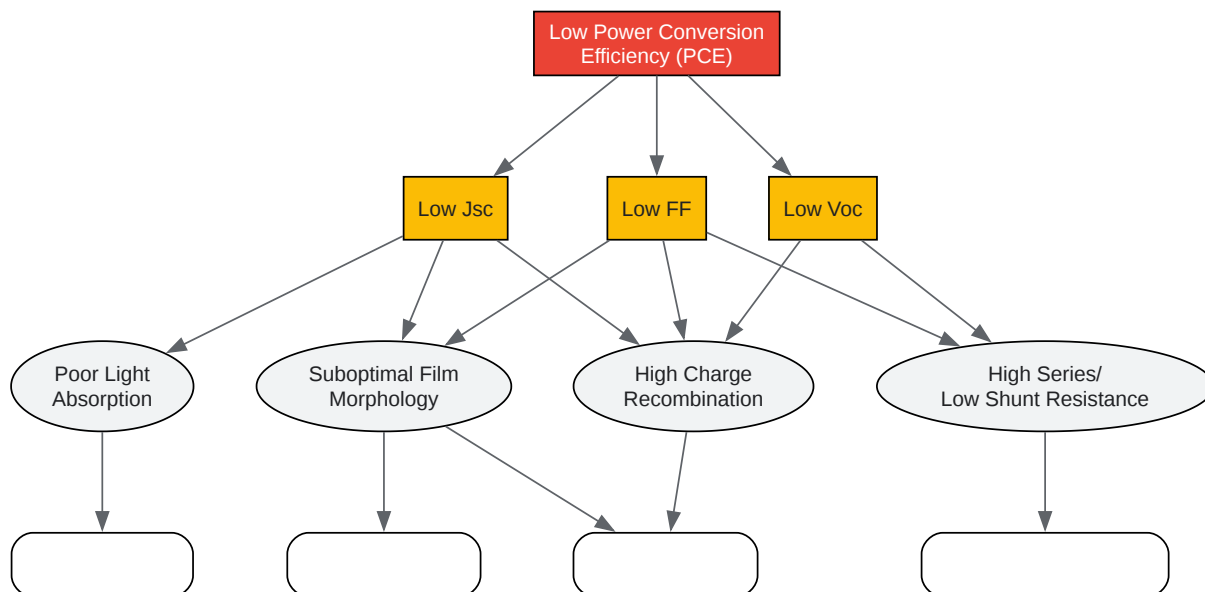 Low Power Conversion
Efficiency (PCE)
Low Jsc
Low FF
Low Voc
Poor Light
Absorption
Suboptimal Film
Morphology
High Charge
Recombination
High Series/
Low Shunt Resistance